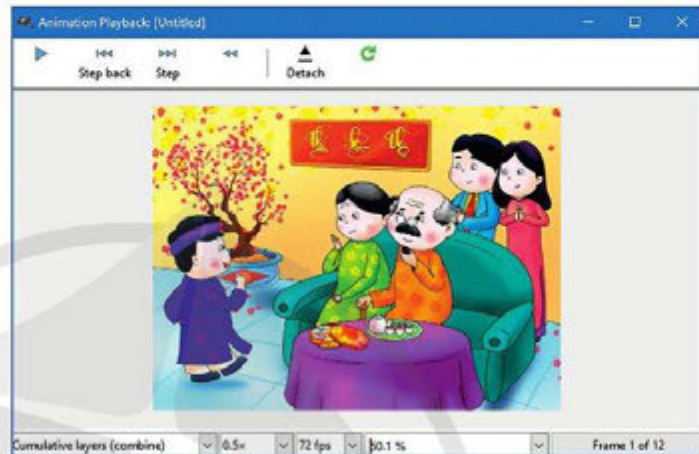 Animation Playback: [Untitled]
Step back Step Detach
Cumulative layers (combine) 0.5× 72 fps 50.1 % Frame 1 of 12